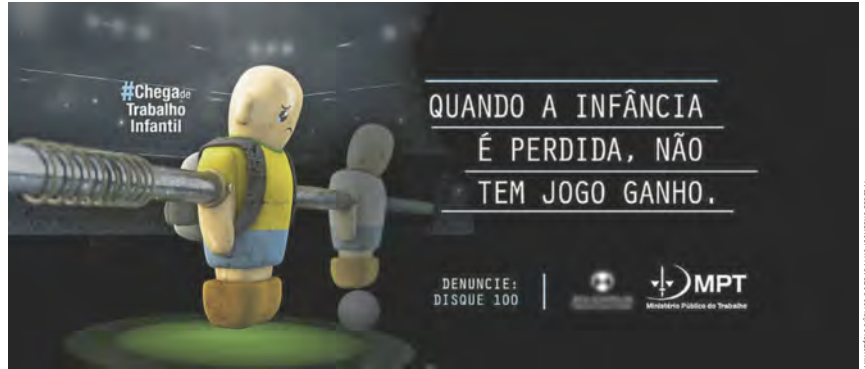 #Chegade
Trabalho
Infantil
QUANDO A INFÂNCIA
É PERDIDA, NÃO
TEM JOGO GANHO.
DENUNCIE:
DISQUE 100
MPT
Ministério Público do Trabalho